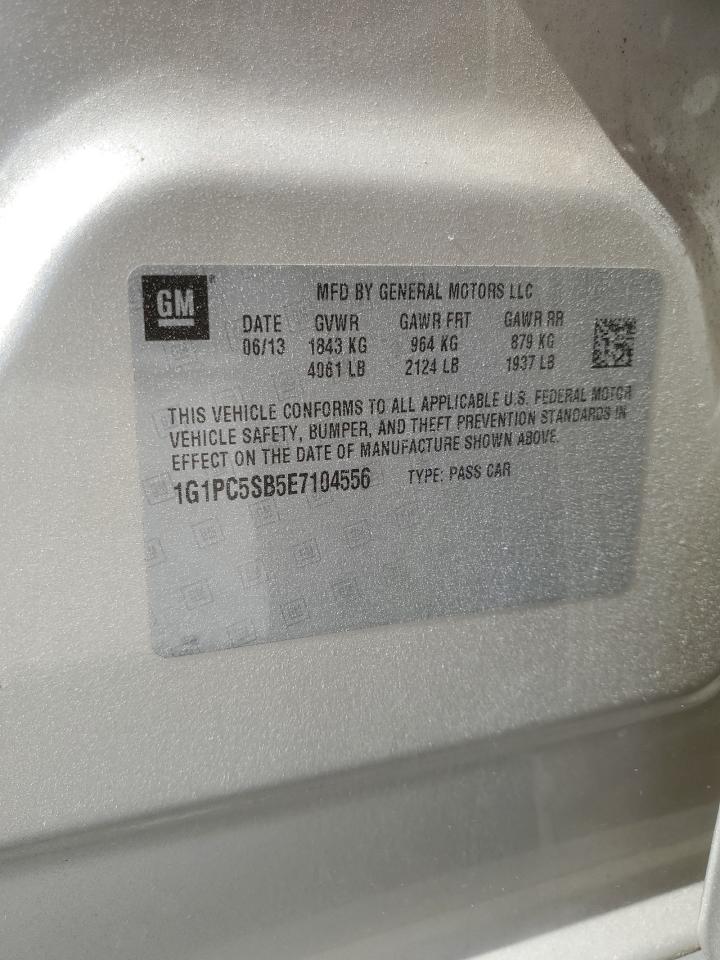 GM
MFD BY GENERAL MOTORS LLC
DATE GVWR GAWR FRT GAWR RR
06/13 1843 KG 964 KG 879 KG
4061 LB 2124 LB 1937 LB
THIS VEHICLE CONFORMS TO ALL APPLICABLE U.S. FEDERAL MOTOR
VEHICLE SAFETY, BUMPER, AND THEFT PREVENTION STANDARDS IN
EFFECT ON THE DATE OF MANUFACTURE SHOWN ABOVE.
1G1PC5SB5E7104556 TYPE: PASS CAR